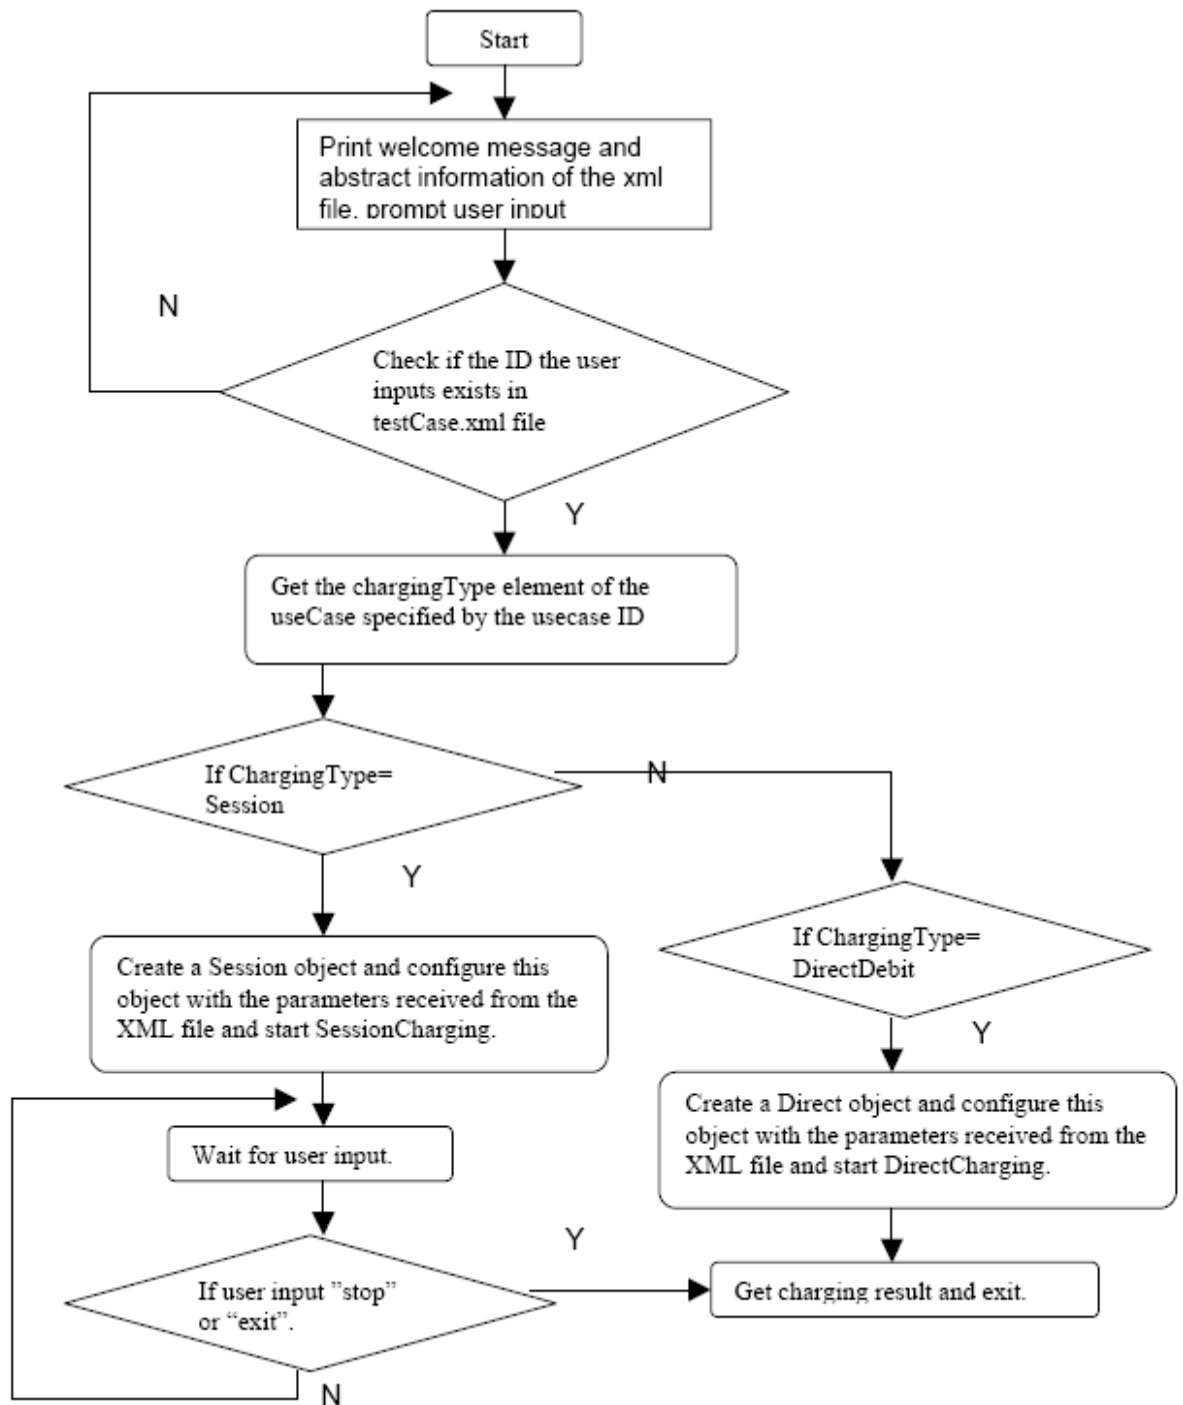 Start
Print welcome message and
abstract information of the xml
file, prompt user input
N
Check if the ID the user
inputs exists in
testCase.xml file
Y
Get the chargingType element of the
useCase specified by the usecase ID
If ChargingType=
Session
N
Y
If ChargingType=
DirectDebit
Create a Session object and configure this
object with the parameters received from the
XML file and start SessionCharging.
Y
Create a Direct object and configure this
object with the parameters received from the
XML file and start DirectCharging.
Wait for user input.
If user input ”stop”
or “exit”.
Y
Get charging result and exit.
N